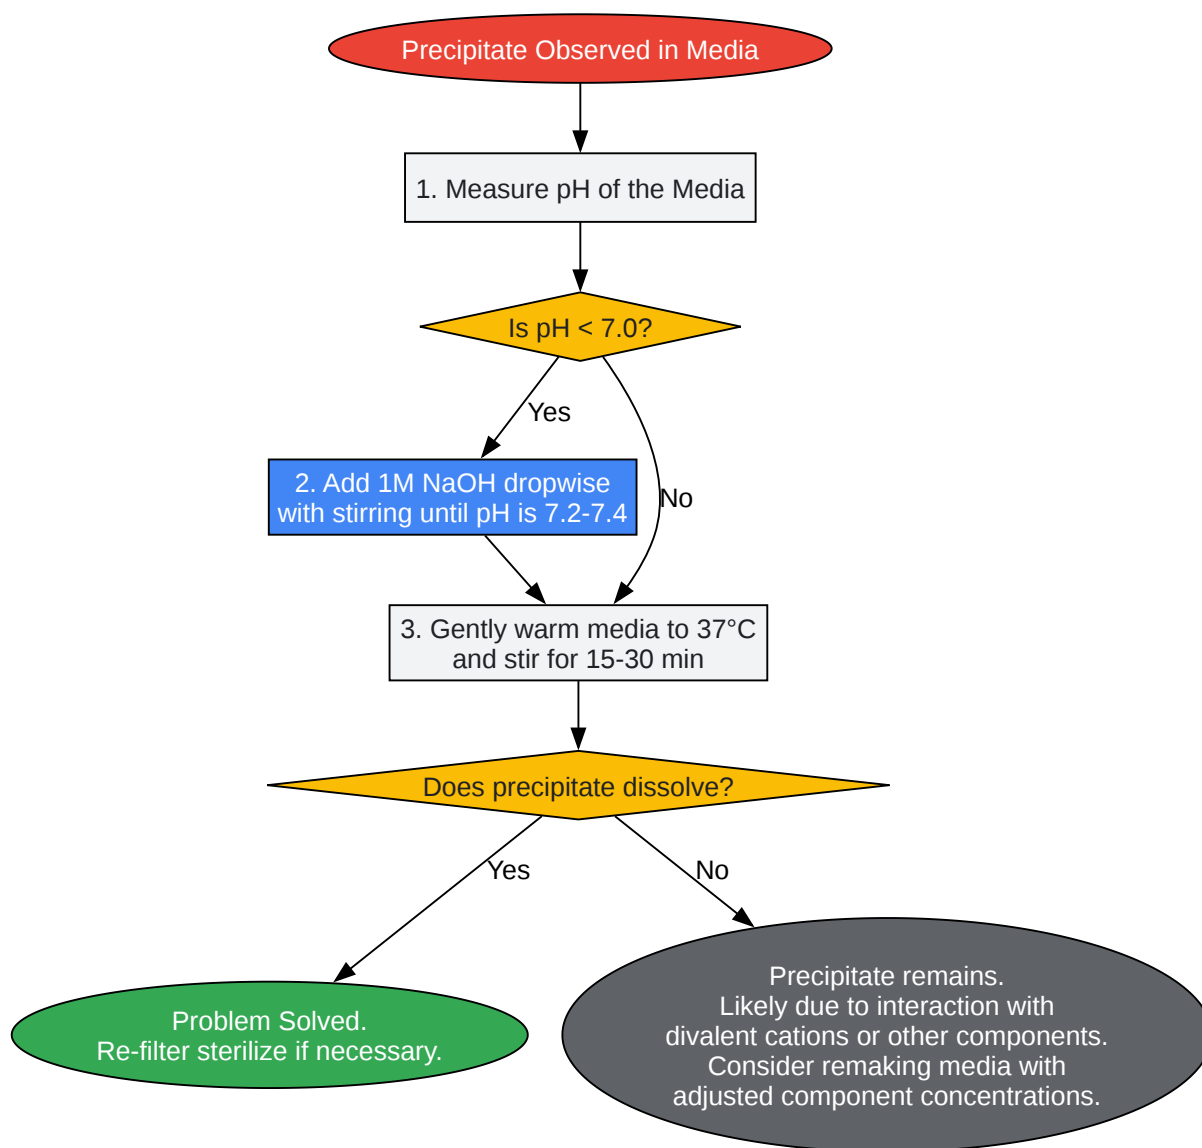 Precipitate Observed in Media
1. Measure pH of the Media
Is pH < 7.0?
Yes
2. Add 1M NaOH dropwise
with stirring until pH is 7.2-7.4
No
3. Gently warm media to 37°C
and stir for 15-30 min
Does precipitate dissolve?
Yes
No
Problem Solved.
Re-filter sterilize if necessary.
Precipitate remains.
Likely due to interaction with
divalent cations or other components.
Consider remaking media with
adjusted component concentrations.